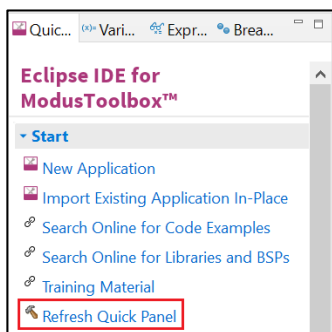 Quic... (x)= Vari... Expr... Brea...
Eclipse IDE for
ModusToolbox™
Start
New Application
Import Existing Application In-Place
Search Online for Code Examples
Search Online for Libraries and BSPs
Training Material
Refresh Quick Panel